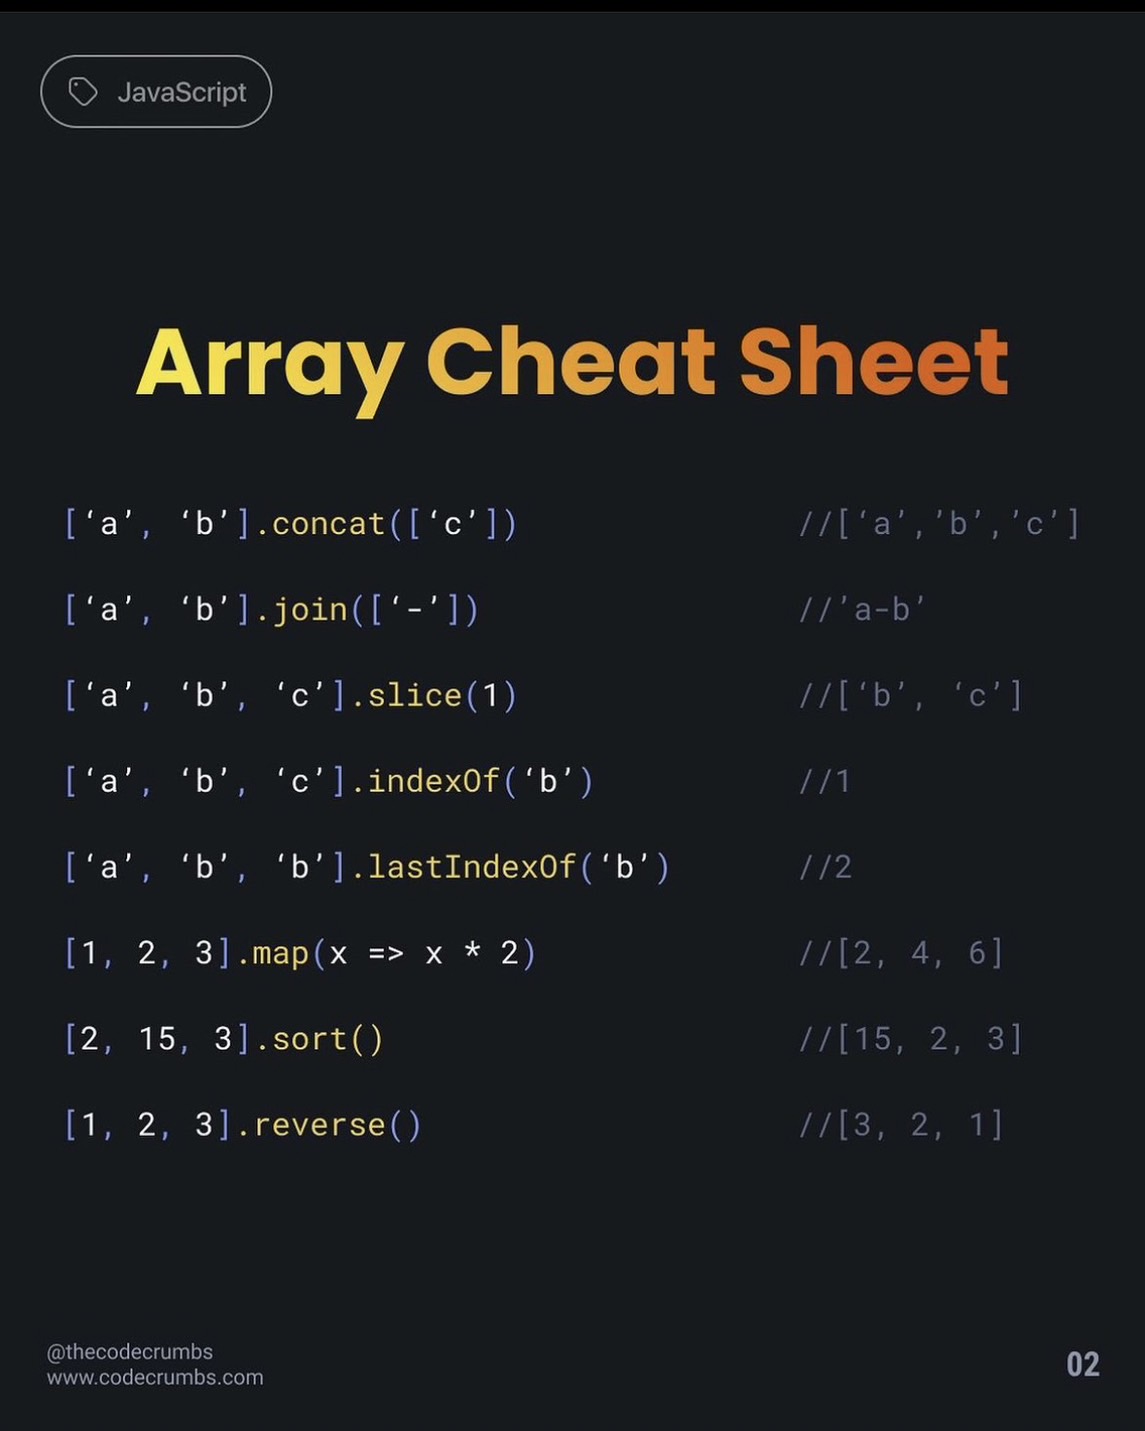 JavaScript
Array Cheat Sheet
[‘a’, ‘b’].concat([‘c’]) //[‘a’,’b’,’c’]
[‘a’, ‘b’].join([‘-’]) //’a-b’
[‘a’, ‘b’, ‘c’].slice(1) //[‘b’, ‘c’]
[‘a’, ‘b’, ‘c’].indexOf(‘b’) //1
[‘a’, ‘b’, ‘b’].lastIndexOf(‘b’) //2
[1, 2, 3].map(x => x * 2) //[2, 4, 6]
[2, 15, 3].sort() //[15, 2, 3]
[1, 2, 3].reverse() //[3, 2, 1]
@thecodecrumbs
www.codecrumbs.com
02